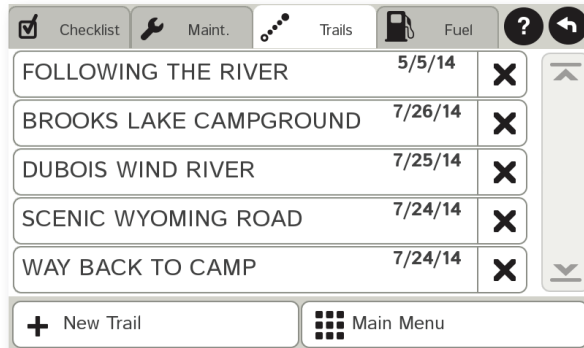 Checklist Maint. Trails Fuel ?
FOLLOWING THE RIVER 5/5/14
BROOKS LAKE CAMPGROUND 7/26/14
DUBOIS WIND RIVER 7/25/14
SCENIC WYOMING ROAD 7/24/14
WAY BACK TO CAMP 7/24/14
New Trail Main Menu